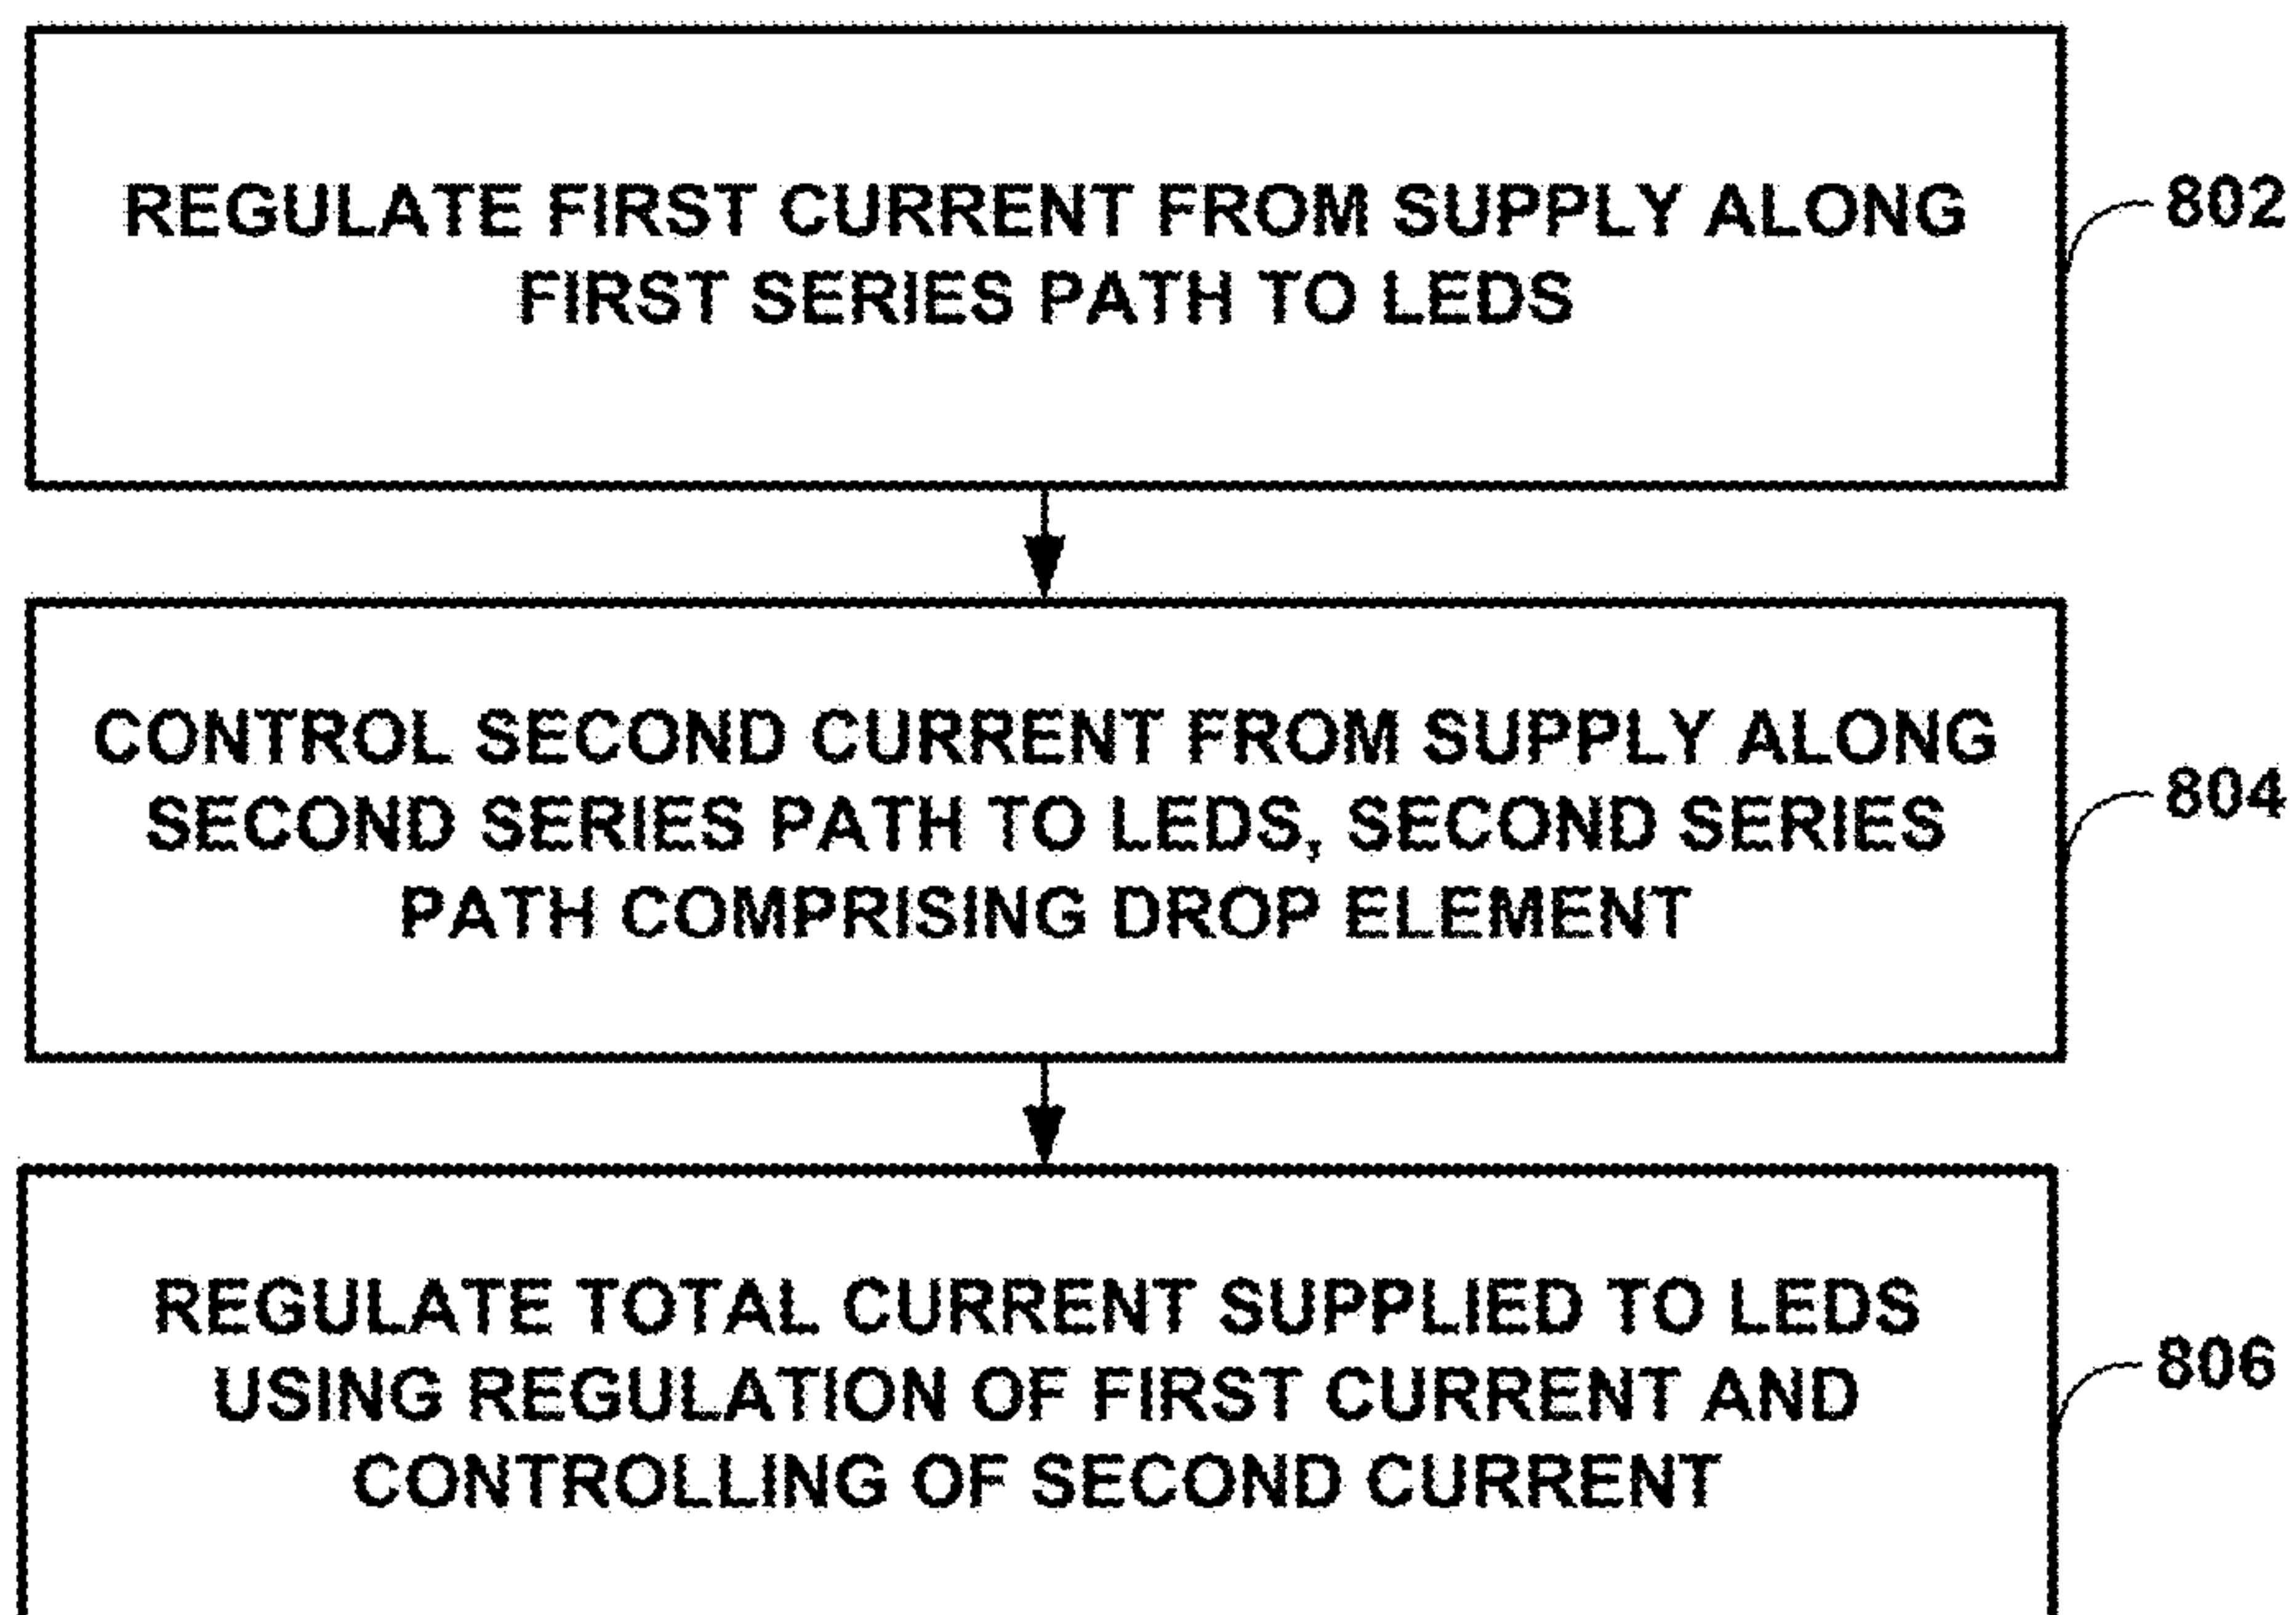 REGULATE FIRST CURRENT FROM SUPPLY ALONG
FIRST SERIES PATH TO LEDS
802
CONTROL SECOND CURRENT FROM SUPPLY ALONG
SECOND SERIES PATH TO LEDS, SECOND SERIES
PATH COMPRISING DROP ELEMENT
804
REGULATE TOTAL CURRENT SUPPLIED TO LEDS
USING REGULATION OF FIRST CURRENT AND
CONTROLLING OF SECOND CURRENT
806